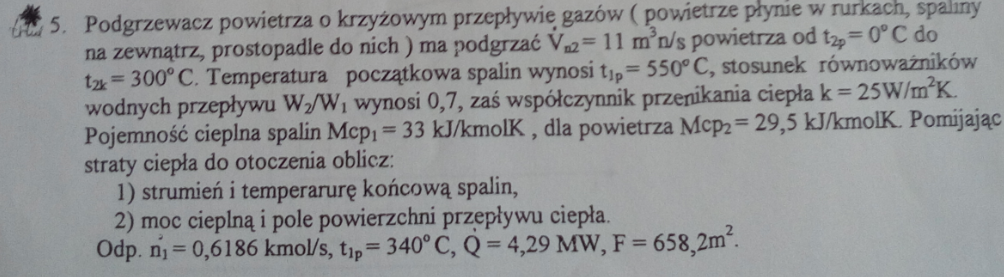 5. Podgrzewacz powietrza o krzyżowym przepływie gazów ( powietrze płynie w rurkach, spaliny
na zewnątrz, prostopadle do nich ) ma podgrzać V̇ₙ₂ = 11 m³n/s powietrza od t₂ₚ = 0°C do
t₂ₖ = 300°C. Temperatura początkowa spalin wynosi t₁ₚ = 550°C, stosunek równoważników
wodnych przepływu W₂/W₁ wynosi 0,7, zaś współczynnik przenikania ciepła k = 25W/m²K.
Pojemność cieplna spalin Mcp₁ = 33 kJ/kmolK , dla powietrza Mcp₂ = 29,5 kJ/kmolK. Pomijając
straty ciepła do otoczenia oblicz:
1) strumień i temperarurę końcową spalin,
2) moc cieplną i pole powierzchni przepływu ciepła.
Odp. ṅ₁ = 0,6186 kmol/s, t₁ₚ = 340°C, Q̇ = 4,29 MW, F = 658,2m².